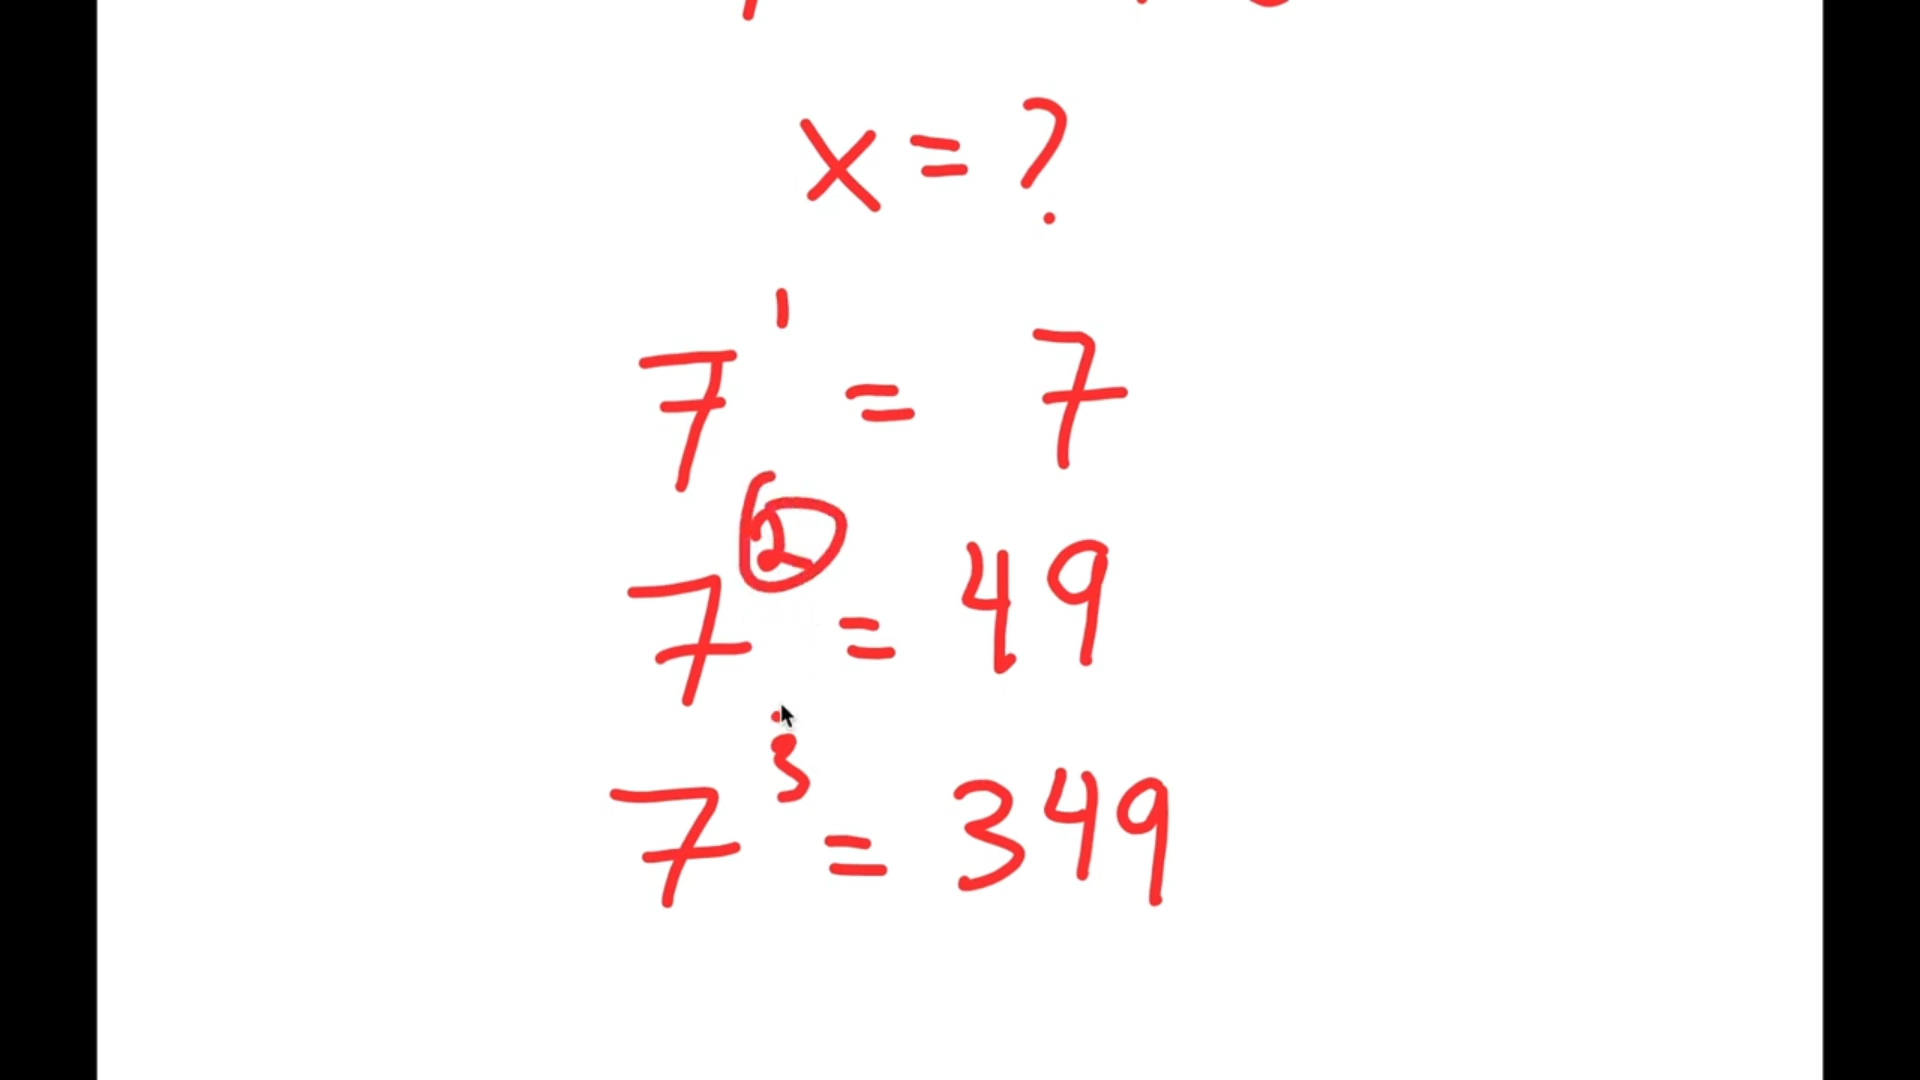 x = ?
7¹ = 7
7² = 49
7³ = 349